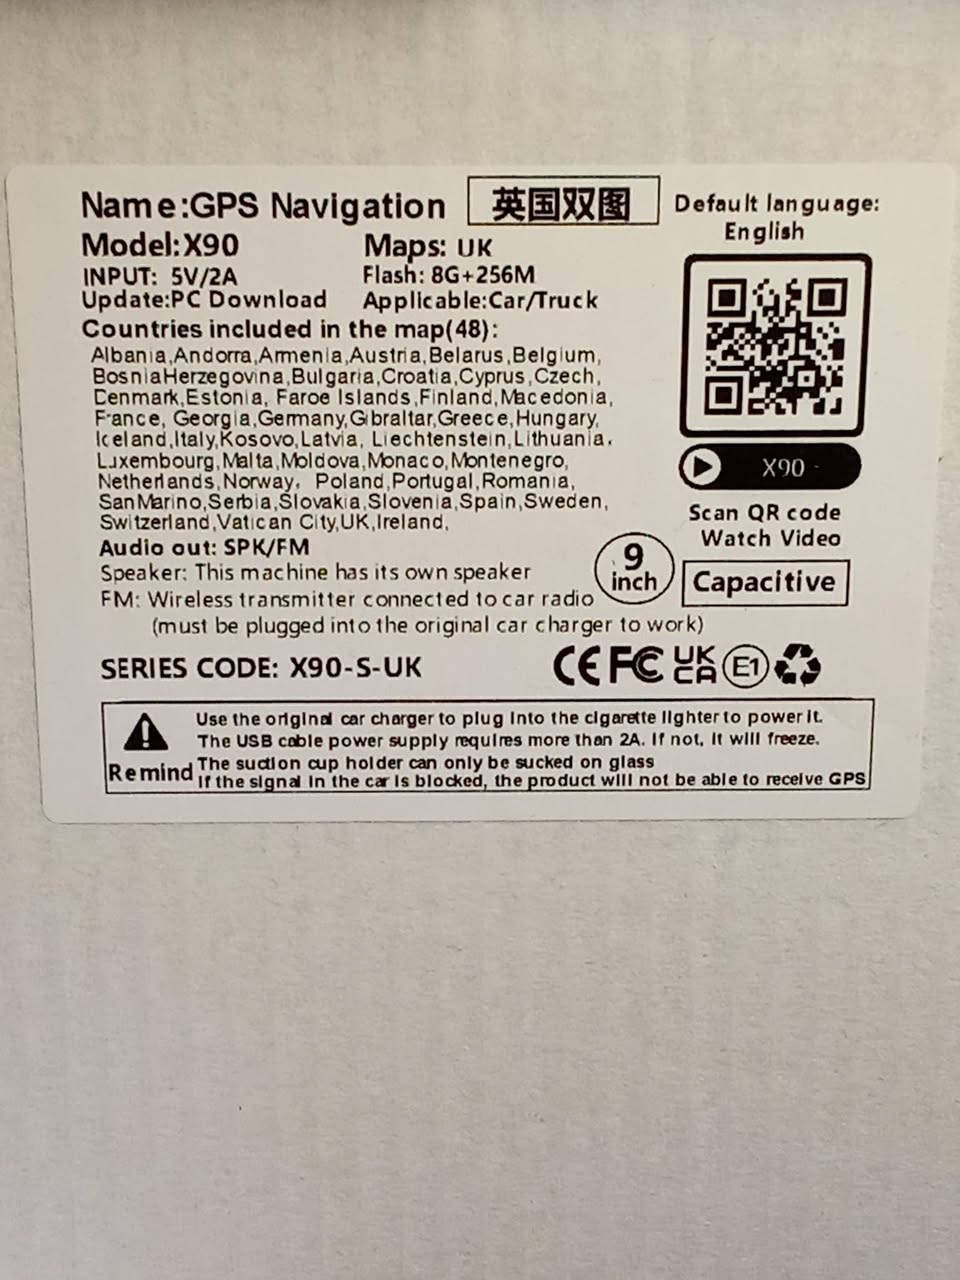 Name:GPS Navigation
英国双图
Default language:
English
Model:X90
Maps: UK
INPUT: 5V/2A
Flash: 8G+256M
Update:PC Download
Applicable:Car/Truck
Countries included in the map(48):
Albania,Andorra,Armenia,Austria,Belarus,Belgium,
BosniaHerzegovina,Bulgaria,Croatia,Cyprus,Czech,
Denmark,Estonia, Faroe Islands,Finland,Macedonia,
France, Georgia,Germany,Gibraltar,Greece,Hungary,
Iceland,Italy,Kosovo,Latvia, Liechtenstein,Lithuania,
Luxembourg,Malta,Moldova,Monaco,Montenegro,
Netherlands,Norway, Poland,Portugal,Romania,
SanMarino,Serbia,Slovakia,Slovenia,Spain,Sweden,
Switzerland,Vatican City,UK,Ireland,
X90 -
Scan QR code
Watch Video
Audio out: SPK/FM
Speaker: This machine has its own speaker
FM: Wireless transmitter connected to car radio
(must be plugged into the original car charger to work)
9
inch
Capacitive
SERIES CODE: X90-S-UK
CE FC UK
CA E1
Use the original car charger to plug into the cigarette lighter to power it.
The USB cable power supply requires more than 2A. If not, it will freeze.
Remind
The suction cup holder can only be sucked on glass
If the signal in the car is blocked, the product will not be able to receive GPS